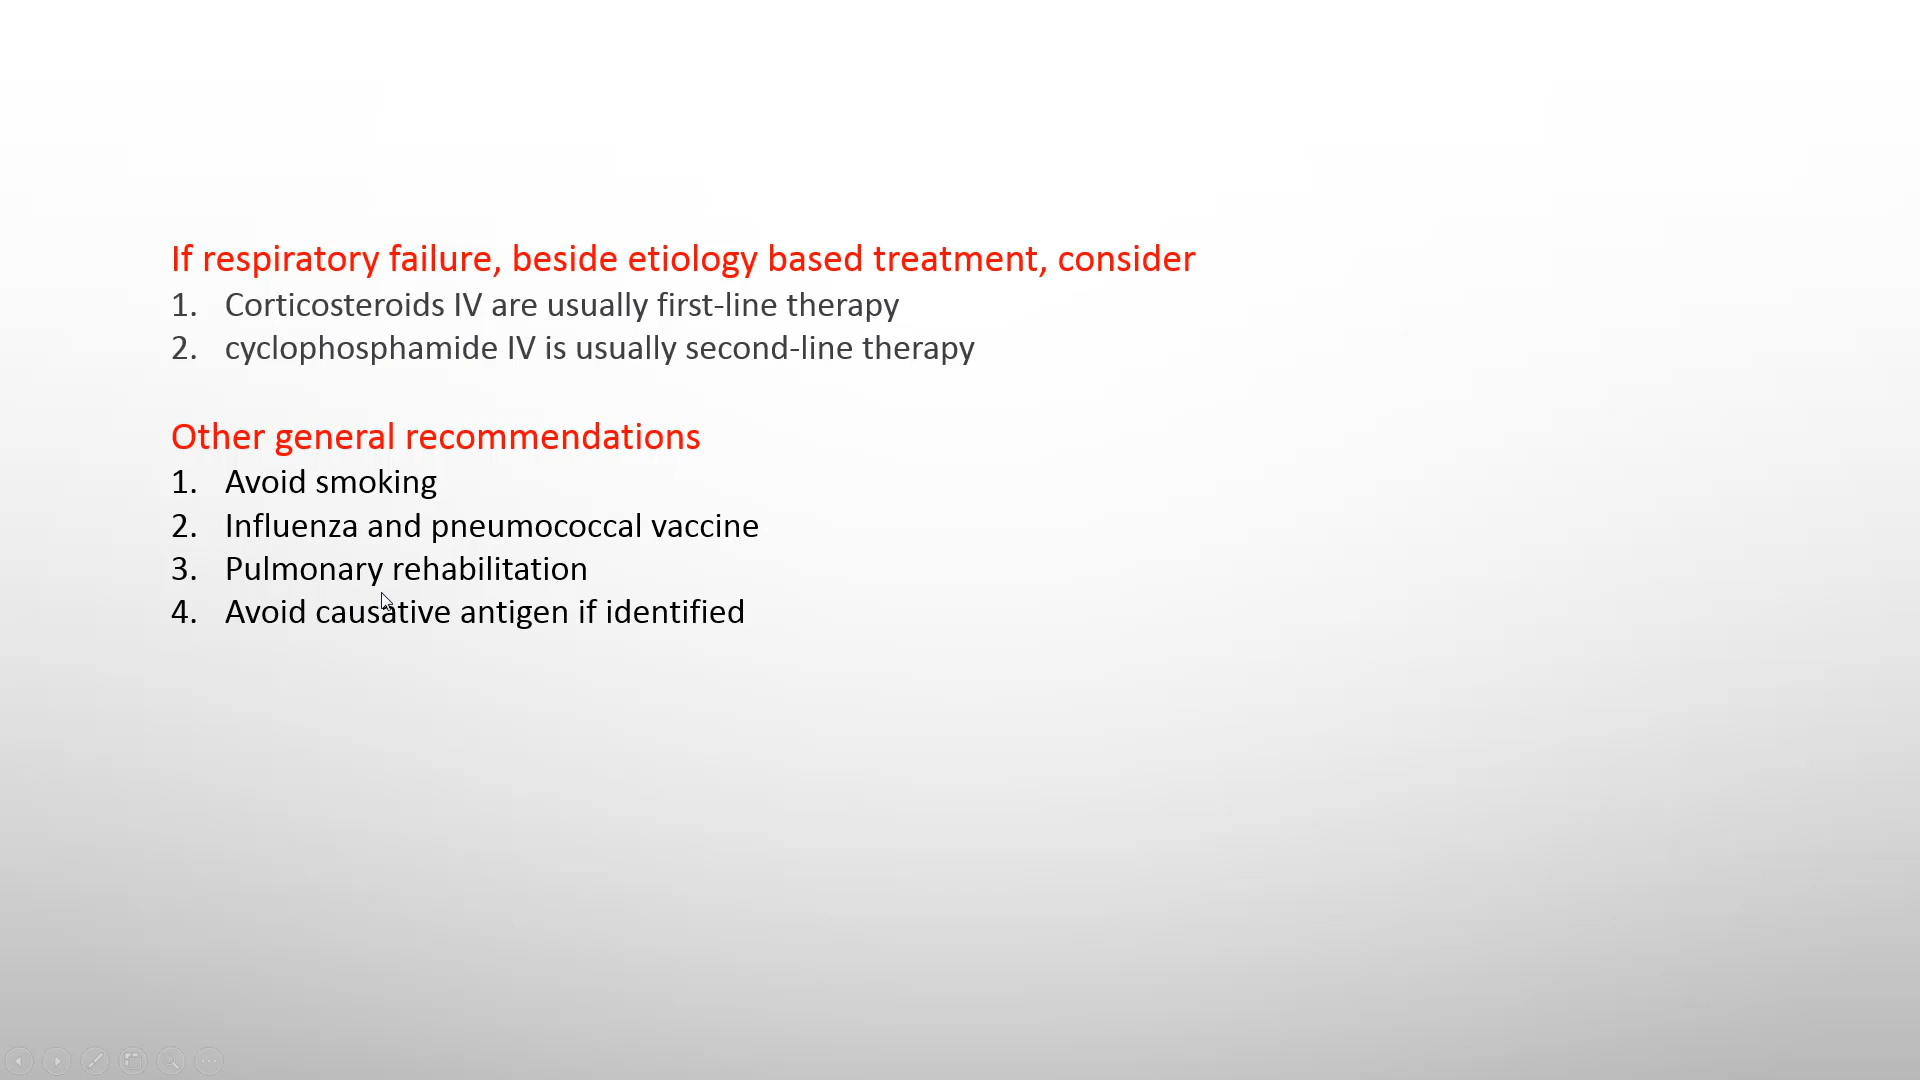 If respiratory failure, beside etiology based treatment, consider
1. Corticosteroids IV are usually first-line therapy
2. cyclophosphamide IV is usually second-line therapy
Other general recommendations
1. Avoid smoking
2. Influenza and pneumococcal vaccine
3. Pulmonary rehabilitation
4. Avoid causative antigen if identified